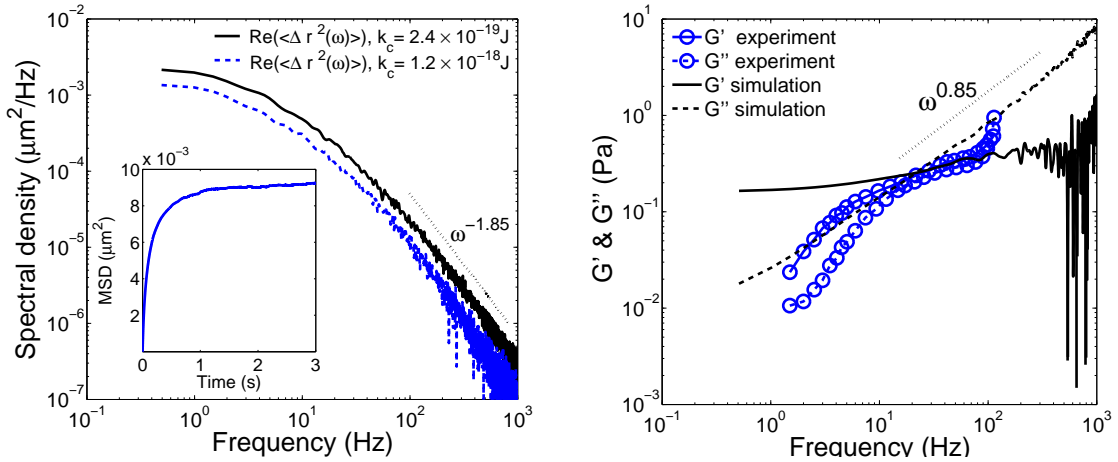 10^{-2}
10^{-3}
10^{-4}
10^{-5}
10^{-6}
10^{-7}
Spectral density (μm²/Hz)
Re(<Δ r ²(ω)>), k_c= 2.4 × 10^{−19}J
Re(<Δ r ²(ω)>), k_c= 1.2 × 10^{−18}J
ω^{−1.85}
x 10^{-3}
10
8
6
4
2
MSD (μm²)
0 1 2 3
Time (s)
10^{-1} 10^{0} 10^{1} 10^{2} 10^{3}
Frequency (Hz)
10^{1}
10^{0}
10^{-1}
10^{-2}
10^{-3}
G' & G'' (Pa)
G' experiment
G'' experiment
G' simulation
G'' simulation
ω^{0.85}
10^{-1} 10^{0} 10^{1} 10^{2} 10^{3}
Frequency (Hz)